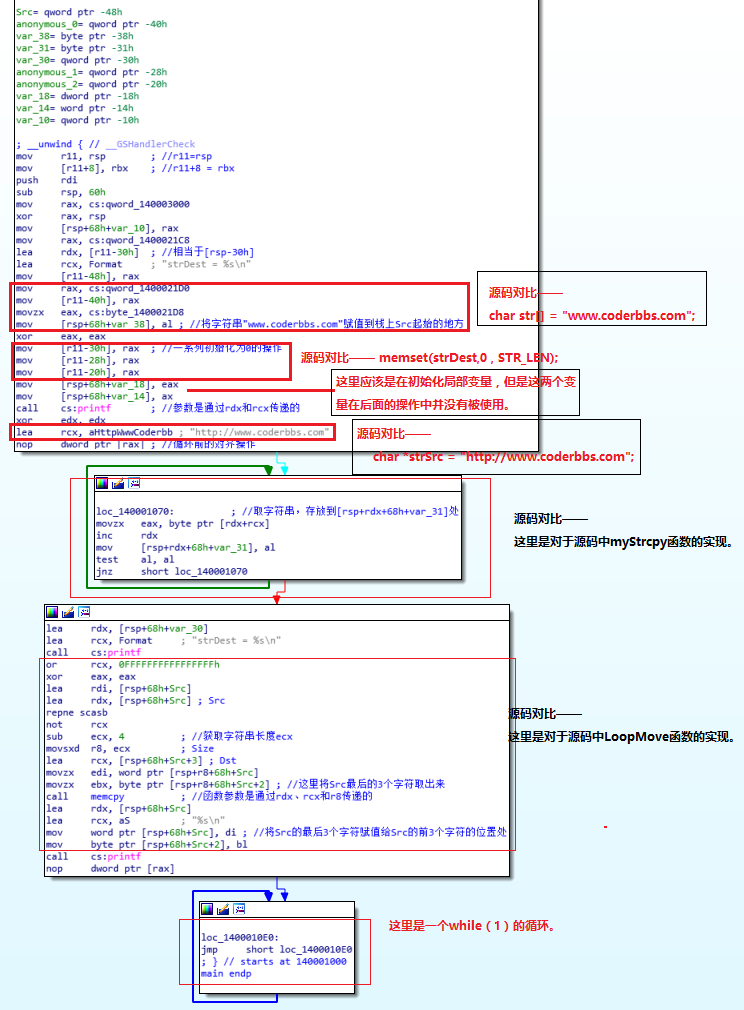 Src= qword ptr -48h
anonymous_0= qword ptr -40h
var_38= byte ptr -38h
var_31= byte ptr -31h
var_30= qword ptr -30h
anonymous_1= qword ptr -28h
anonymous_2= qword ptr -20h
var_18= dword ptr -18h
var_14= word ptr -14h
var_10= qword ptr -10h
; __unwind { // __GSHandlerCheck
mov r11, rsp ; //r11=rsp
mov [r11+8], rbx ; //r11+8 = rbx
push rdi
sub rsp, 60h
mov rax, cs:qword_140003000
xor rax, rsp
mov [rsp+68h+var_10], rax
mov rax, cs:qword_1400021C8
lea rdx, [r11-30h] ; //相当于[rsp-30h]
lea rcx, Format ; "strDest = %s\n"
mov [r11-48h], rax
mov rax, cs:qword_1400021D0
mov [r11-40h], rax
movzx eax, cs:byte_1400021D8
mov [rsp+68h+var_38], al ; //将字符串"www.coderbbs.com"赋值到栈上Src起始的地方
源码对比——
char str[] = "www.coderbbs.com";
xor eax, eax
mov [r11-30h], rax ; //一系列初始化为0的操作
mov [r11-28h], rax
mov [r11-20h], rax
源码对比—— memset(strDest,0 , STR_LEN);
mov [rsp+68h+var_18], eax
mov [rsp+68h+var_14], ax
这里应该是在初始化局部变量，但是这两个变
量在后面的操作中并没有被使用。
call cs:printf ; //参数是通过rdx和rcx传递的
xor edx, edx
lea rcx, aHttpWwwCoderbb ; "http://www.coderbbs.com"
nop dword ptr [rax] ; //循环前的对齐操作
源码对比——
char *strSrc = "http://www.coderbbs.com";
loc_140001070: ; //取字符串，存放到[rsp+rdx+68h+var_31]处
movzx eax, byte ptr [rdx+rcx]
inc rdx
mov [rsp+rdx+68h+var_31], al
test al, al
jnz short loc_140001070
源码对比——
这里是对于源码中myStrcpy函数的实现。
lea rdx, [rsp+68h+var_30]
lea rcx, Format ; "strDest = %s\n"
call cs:printf
or rcx, 0FFFFFFFFFFFFFFFFh
xor eax, eax
lea rdi, [rsp+68h+Src]
lea rdx, [rsp+68h+Src] ; Src
repne scasb
not rcx
sub ecx, 4 ; //获取字符串长度ecx
movsxd r8, ecx ; Size
lea rcx, [rsp+68h+Src+3] ; Dst
movzx edi, word ptr [rsp+r8+68h+Src]
movzx ebx, byte ptr [rsp+r8+68h+Src+2] ; //这里将Src最后的3个字符取出来
call memcpy ; //函数参数是通过rdx、rcx和r8传递的
lea rdx, [rsp+68h+Src]
lea rcx, aS ; "%s\n"
mov word ptr [rsp+68h+Src], di ; //将Src的最后3个字符赋值给Src的前3个字符的位置处
mov byte ptr [rsp+68h+Src+2], bl
call cs:printf
nop dword ptr [rax]
源码对比——
这里是对于源码中LoopMove函数的实现。
loc_1400010E0:
jmp short loc_1400010E0
; } // starts at 140001000
main endp
这里是一个while（1）的循环。